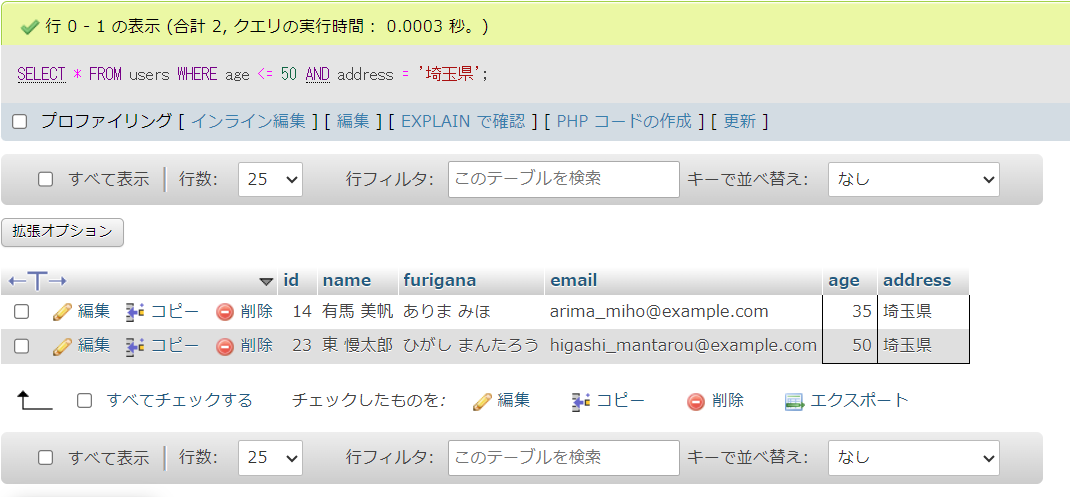 行 0 - 1 の表示 (合計 2, クエリの実行時間： 0.0003 秒。)
SELECT * FROM users WHERE age <= 50 AND address = '埼玉県';
プロファイリング [ インライン編集 ] [ 編集 ] [ EXPLAIN で確認 ] [ PHP コードの作成 ] [ 更新 ]
すべて表示 行数: 25 行フィルタ: このテーブルを検索 キーで並べ替え: なし
拡張オプション
←T→ id name furigana email age address
編集 コピー 削除 14 有馬 美帆 ありま みほ arima_miho@example.com 35 埼玉県
編集 コピー 削除 23 東 慢太郎 ひがし まんたろう higashi_mantarou@example.com 50 埼玉県
すべてチェックする チェックしたものを: 編集 コピー 削除 エクスポート
すべて表示 行数: 25 行フィルタ: このテーブルを検索 キーで並べ替え: なし